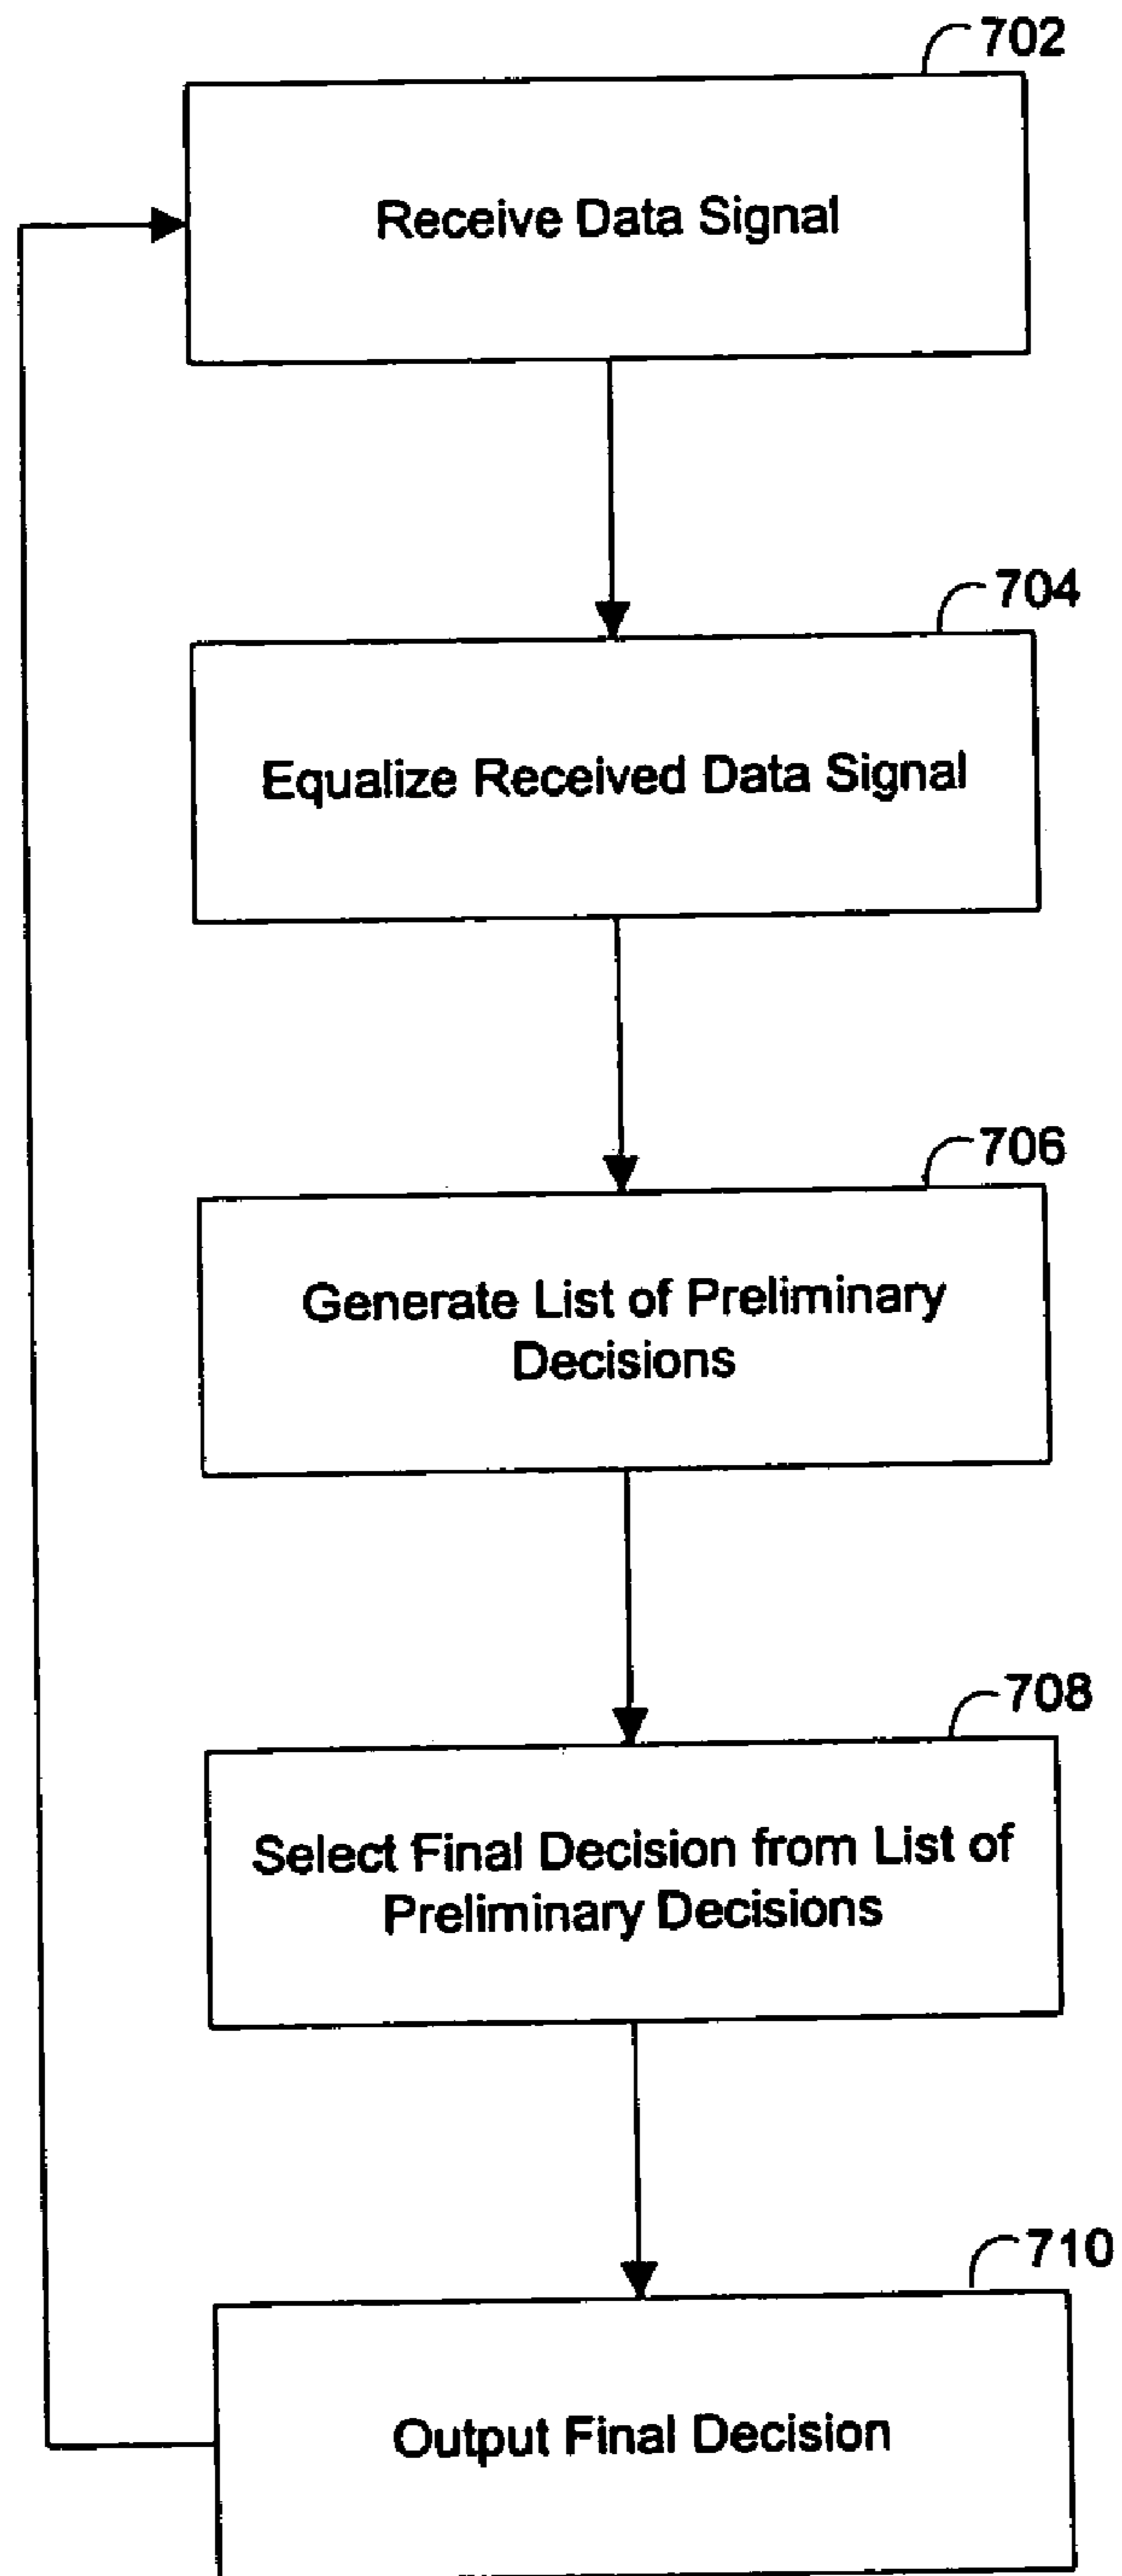 702
Receive Data Signal
704
Equalize Received Data Signal
706
Generate List of Preliminary
Decisions
708
Select Final Decision from List of
Preliminary Decisions
710
Output Final Decision